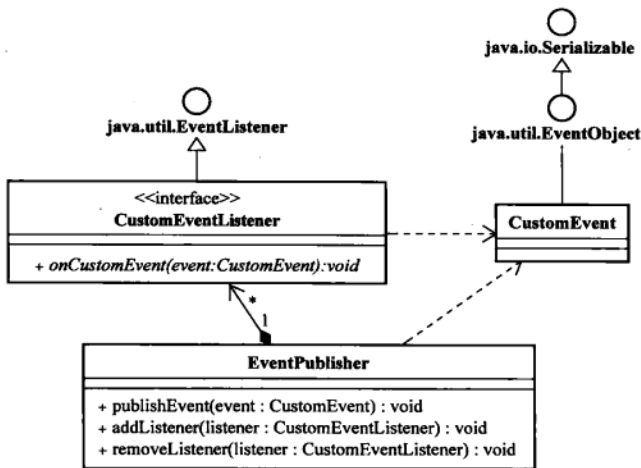 java.io.Serializable
java.util.EventListener
java.util.EventObject
<<interface>>
CustomEventListener
CustomEvent
+ onCustomEvent(event:CustomEvent):void
*
1
EventPublisher
+ publishEvent(event : CustomEvent) : void
+ addListener(listener : CustomEventListener) : void
+ removeListener(listener : CustomEventListener) : void